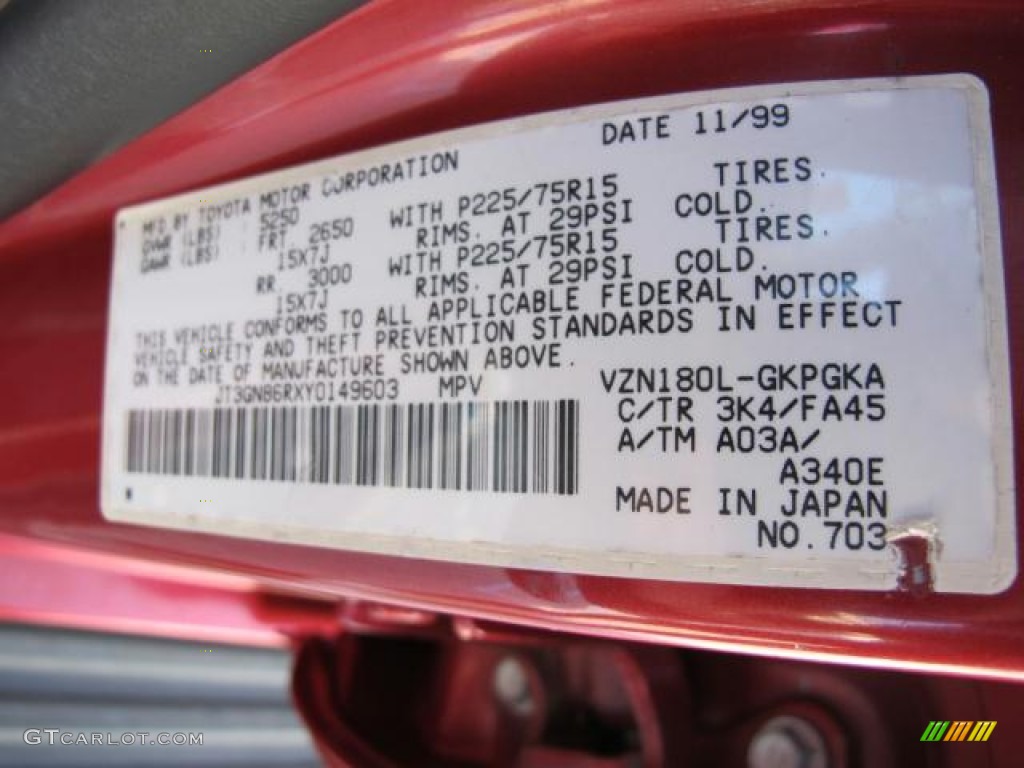 DATE 11/99
MFD BY TOYOTA MOTOR CORPORATION
GVWR (LBS) : 5250
GAWR (LBS) : FRT. 2650 WITH P225/75R15 TIRES.
15X7J RIMS. AT 29PSI COLD.
RR. 3000 WITH P225/75R15 TIRES.
15X7J RIMS. AT 29PSI COLD.
THIS VEHICLE CONFORMS TO ALL APPLICABLE FEDERAL MOTOR
VEHICLE SAFETY AND THEFT PREVENTION STANDARDS IN EFFECT
ON THE DATE OF MANUFACTURE SHOWN ABOVE.
JT3GN86RXY0149603 MPV VZN180L-GKPGKA
C/TR 3K4/FA45
A/TM A03A/
A340E
MADE IN JAPAN
NO.703
GTCARLOT.COM